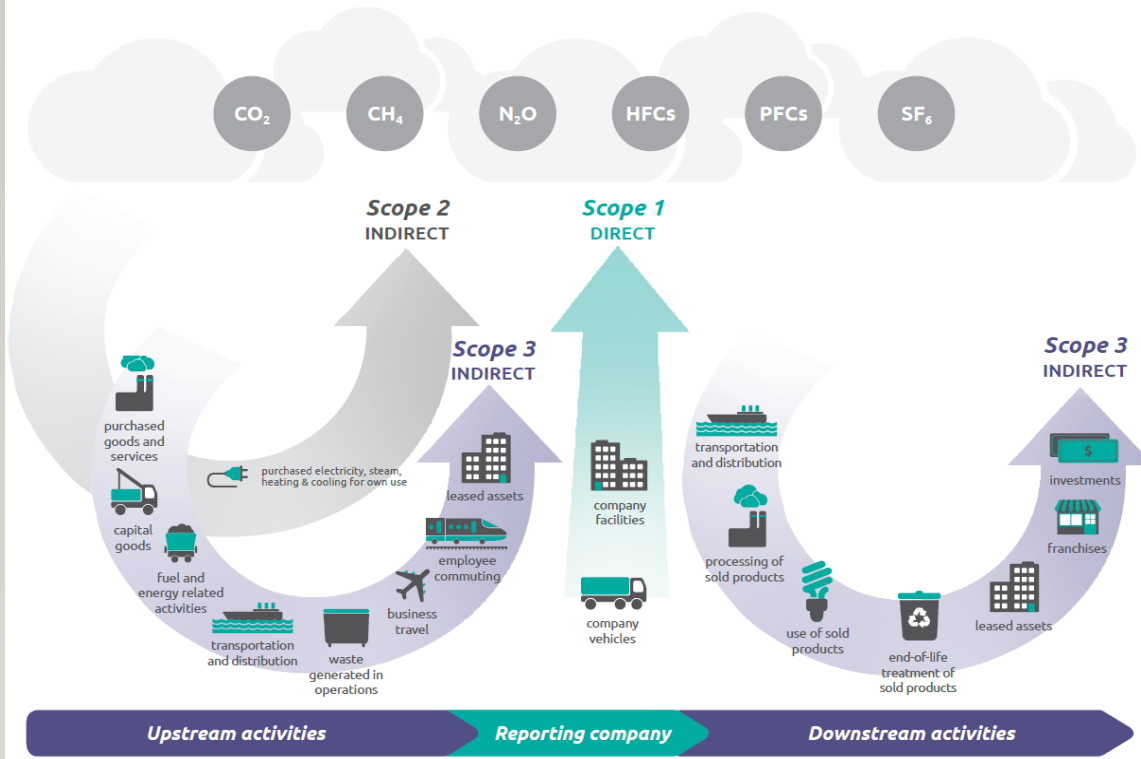 CO₂
CH₄
N₂O
HFCs
PFCs
SF₆
Scope 2
INDIRECT
Scope 1
DIRECT
Scope 3
INDIRECT
Scope 3
INDIRECT
purchased
goods and
services
capital
goods
fuel and
energy related
activities
purchased electricity, steam,
heating & cooling for own use
transportation
and distribution
waste
generated in
operations
business
travel
employee
commuting
leased assets
company
facilities
company
vehicles
transportation
and distribution
processing of
sold products
use of sold
products
end-of-life
treatment of
sold products
leased assets
franchises
$
investments
Upstream activities
Reporting company
Downstream activities